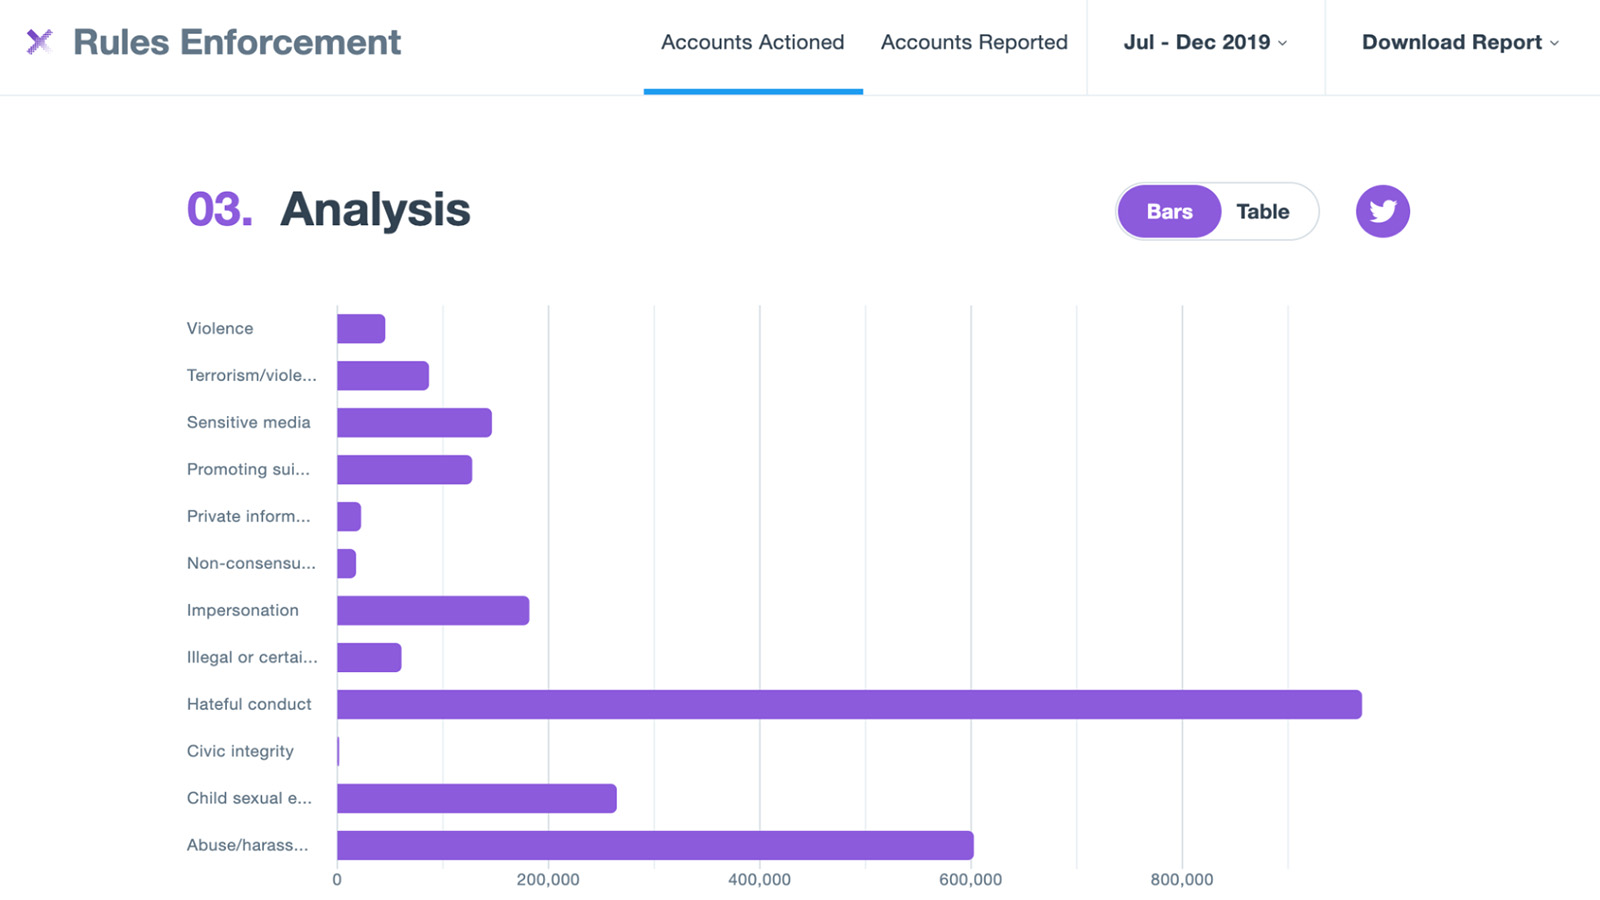 Rules Enforcement
Accounts Actioned
Accounts Reported
Jul - Dec 2019
Download Report
03. Analysis
Bars
Table
Violence
Terrorism/viole...
Sensitive media
Promoting sui...
Private inform...
Non-consensu...
Impersonation
Illegal or certai...
Hateful conduct
Civic integrity
Child sexual e...
Abuse/harass...
0
200,000
400,000
600,000
800,000